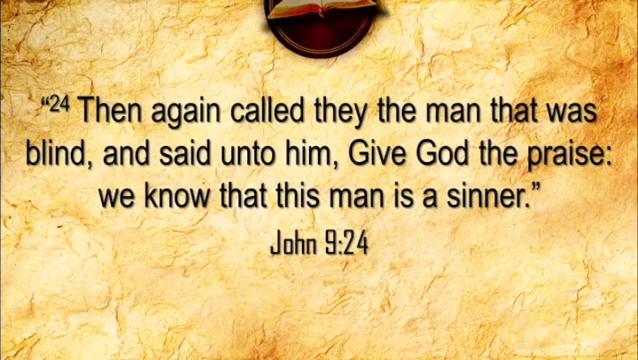 “24 Then again called they the man that was
blind, and said unto him, Give God the praise:
we know that this man is a sinner.”
John 9:24